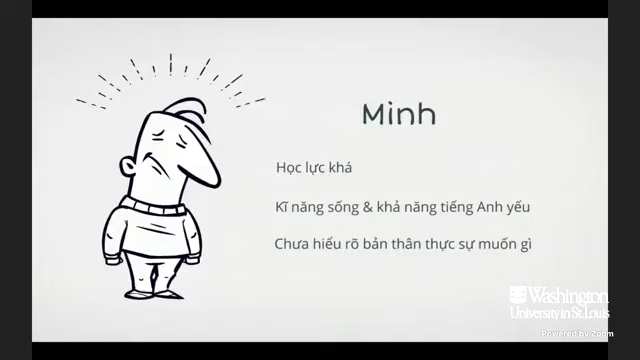 Minh
Học lực khá
Kĩ năng sống & khả năng tiếng Anh yếu
Chưa hiểu rõ bản thân thực sự muốn gì
Washington
University in St. Louis
Powered by Zoom